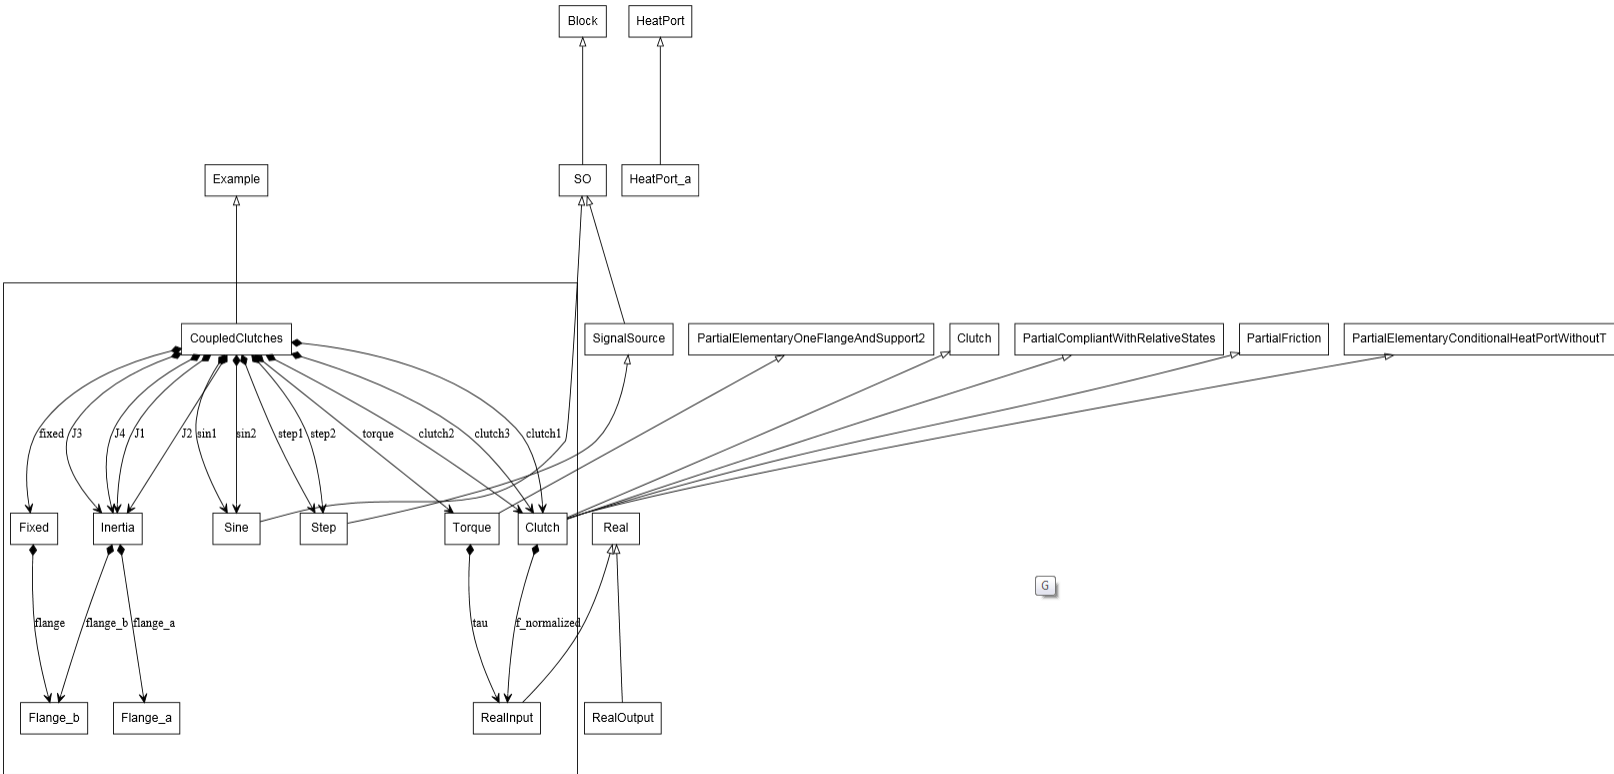 Block
HeatPort
Example
SO
HeatPort_a
CoupledClutches
SignalSource
PartialElementaryOneFlangeAndSupport2
Clutch
PartialCompliantWithRelativeStates
PartialFriction
PartialElementaryConditionalHeatPortWithoutT
fixed
J3
J4
J1
J2
sin1
sin2
step1
step2
torque
clutch2
clutch3
clutch1
Fixed
Inertia
Sine
Step
Torque
Clutch
Real
G
flange
flange_b
flange_a
tau
f_normalized
Flange_b
Flange_a
RealInput
RealOutput